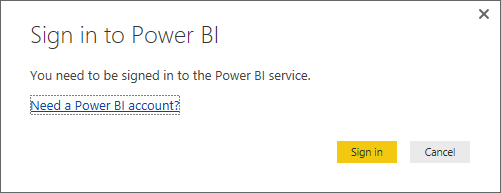 Sign in to Power BI
You need to be signed in to the Power BI service.
Need a Power BI account?
Sign in Cancel